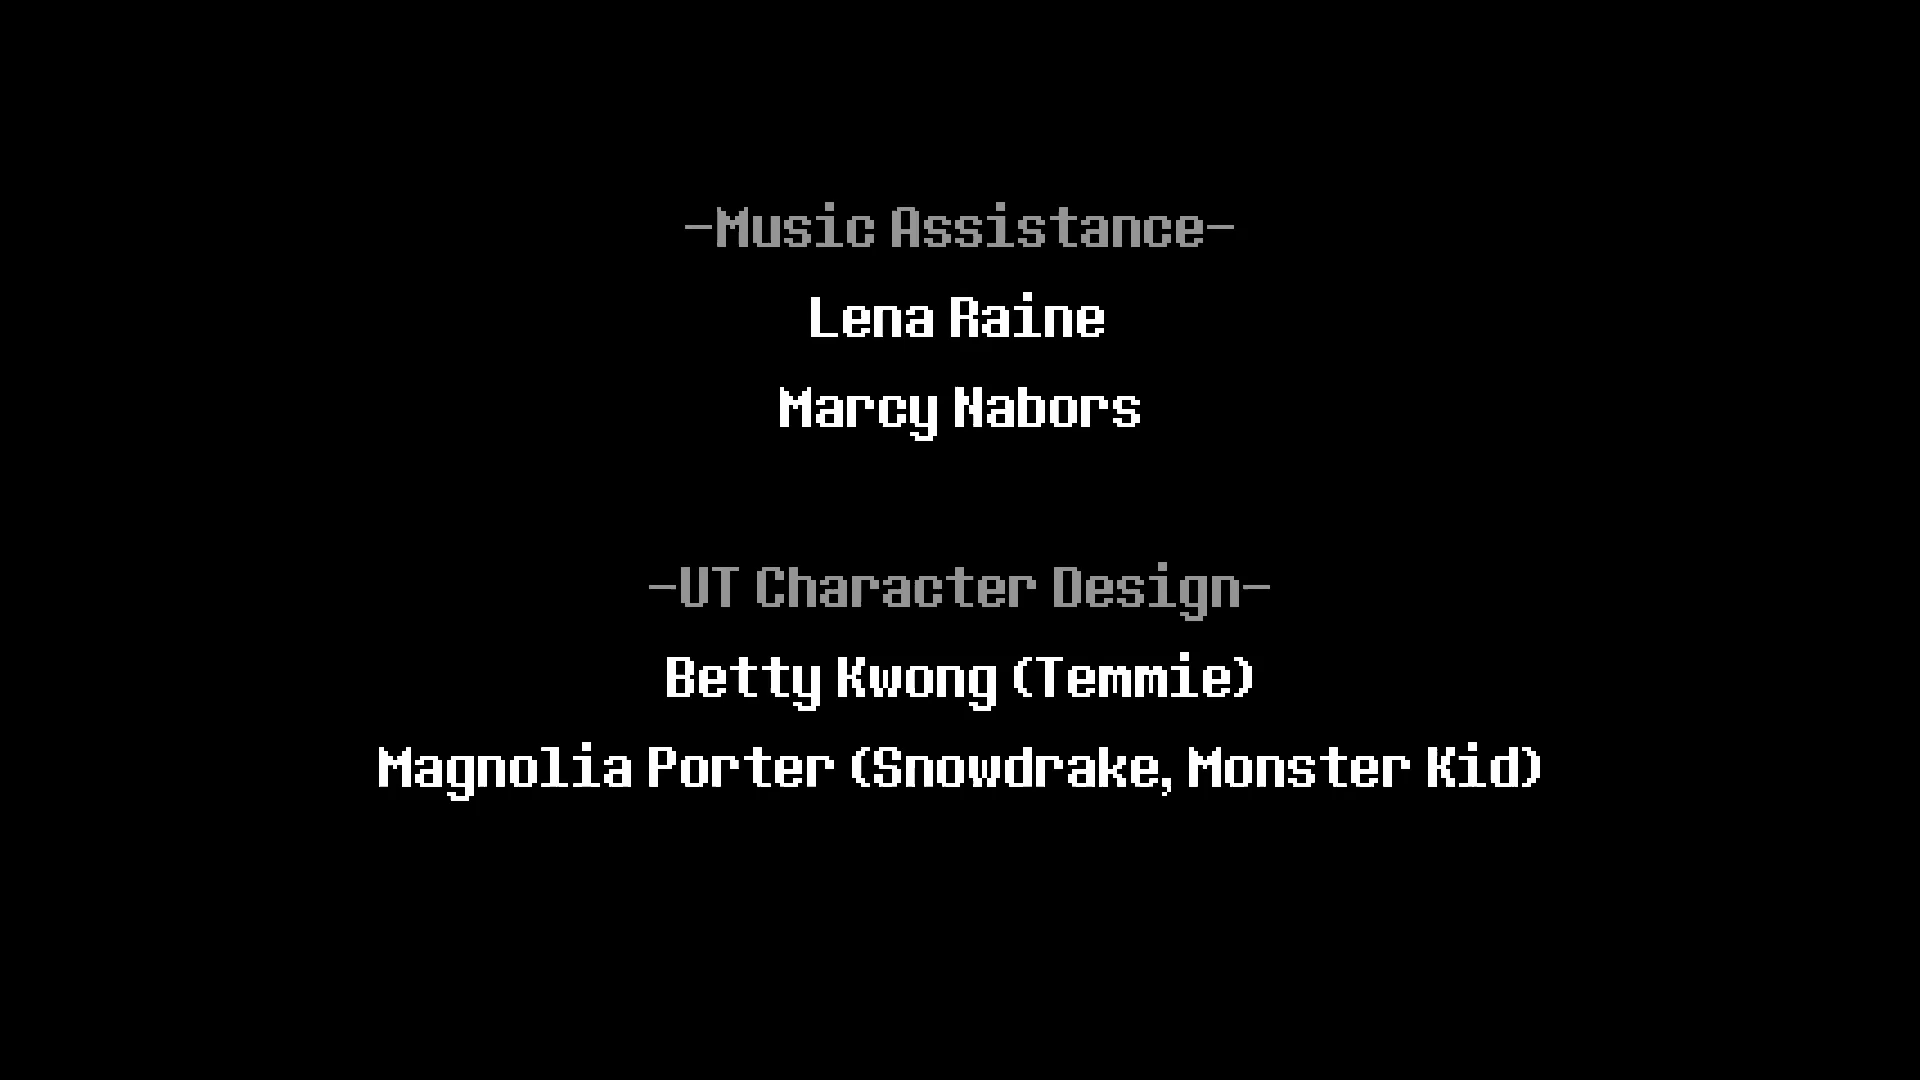 -Music Assistance-
Lena Raine
Marcy Nabors
-UT Character Design-
Betty Kwong (Temmie)
Magnolia Porter (Snowdrake, Monster Kid)